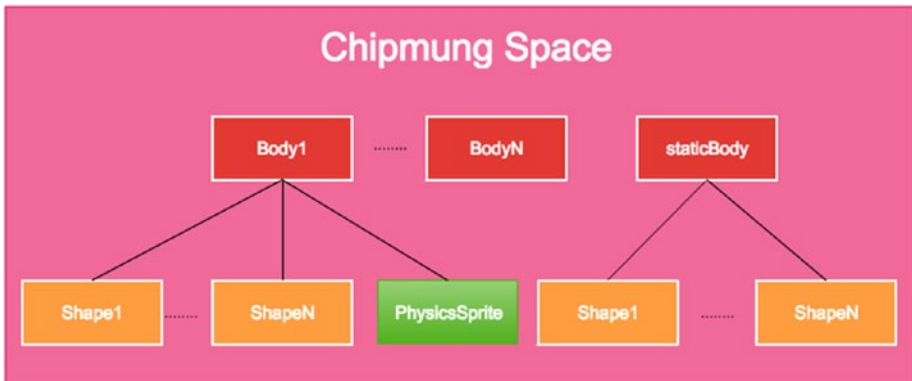 Chipmung Space
Body1 ........ BodyN staticBody
Shape1 ........ ShapeN PhysicsSprite Shape1 ........ ShapeN